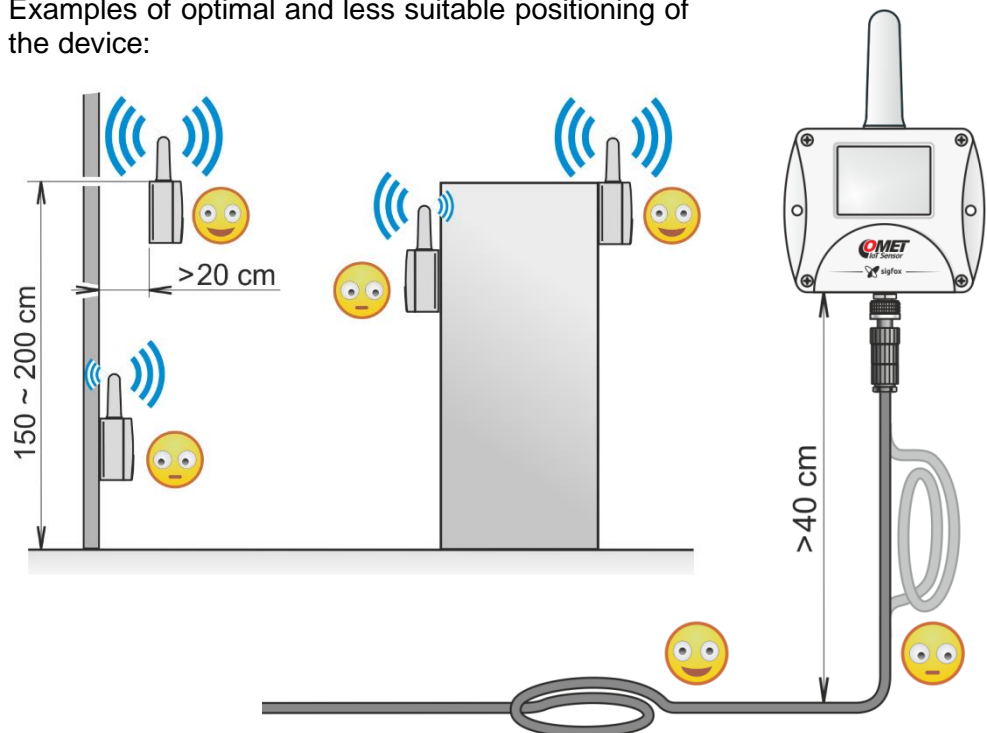 Examples of optimal and less suitable positioning of
the device:
>20 cm
150 ~ 200 cm
COMET
IoT Sensor
sigfox
>40 cm